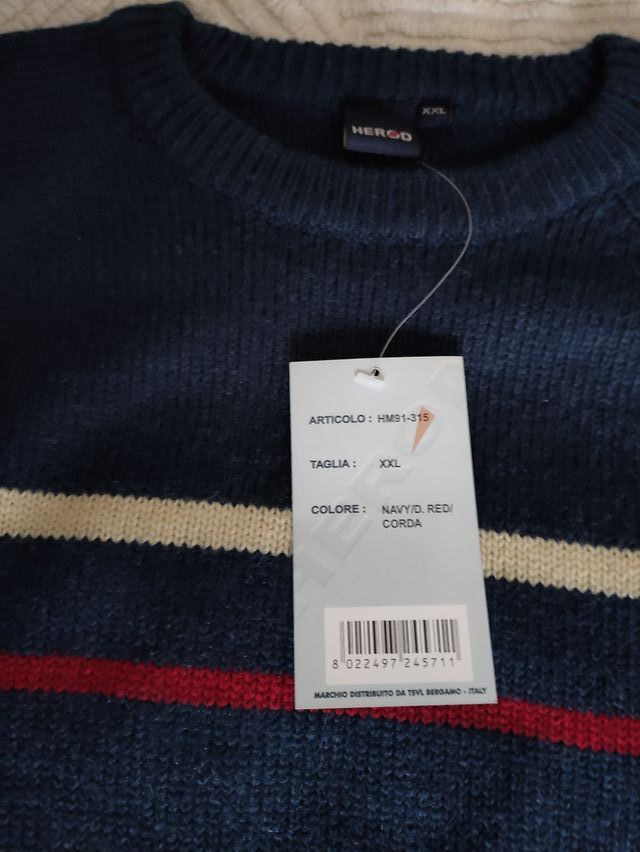 XXL
HEROD
ARTICOLO : HM91-315
TAGLIA : XXL
COLORE : NAVY/D. RED/
CORDA
HEROD
8 022497 245711
MARCHIO DISTRIBUITO DA TSVL BERGAMO - ITALY